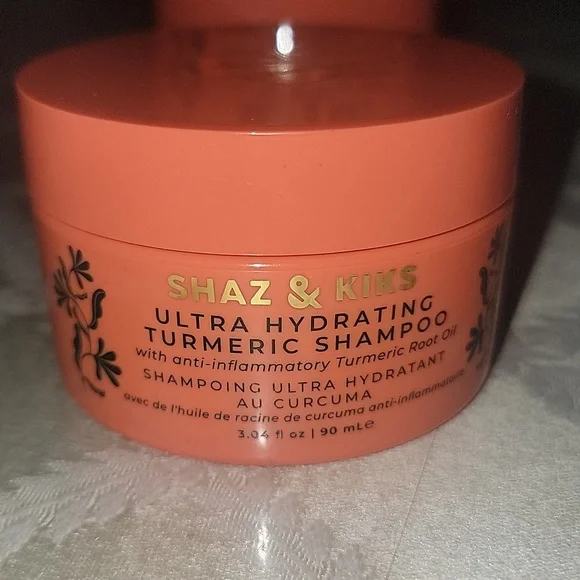 SHAZ & KIKS
ULTRA HYDRATING
TURMERIC SHAMPOO
with anti-inflammatory Turmeric Root Oil
SHAMPOING ULTRA HYDRATANT
AU CURCUMA
avec de l'huile de racine de curcuma anti-inflammatoire
3.04 fl oz | 90 mL℮